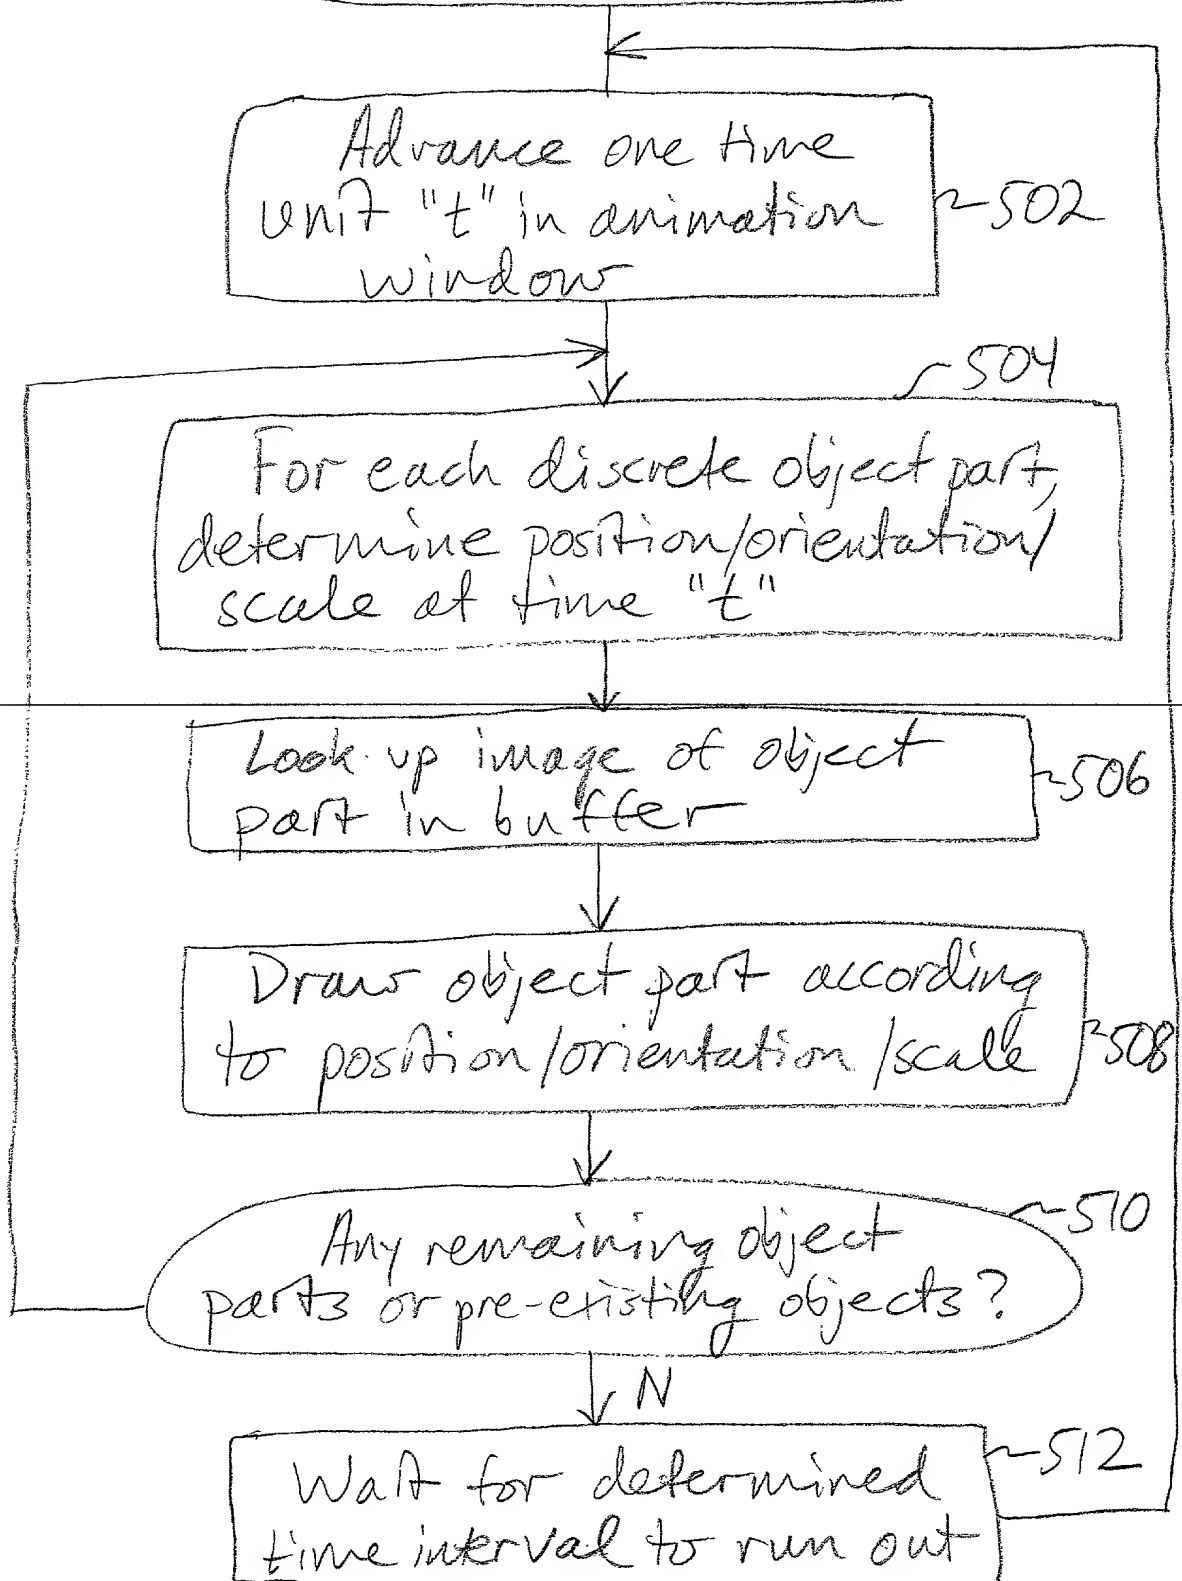 Advance one time
unit "t" in animation
window
502
504
For each discrete object part,
determine position/orientation/
scale at time "t"
Look up image of object
part in buffer
506
Draw object part according
to position/orientation/scale
508
510
Any remaining object
parts or pre-existing objects?
N
512
Wait for determined
time interval to run out